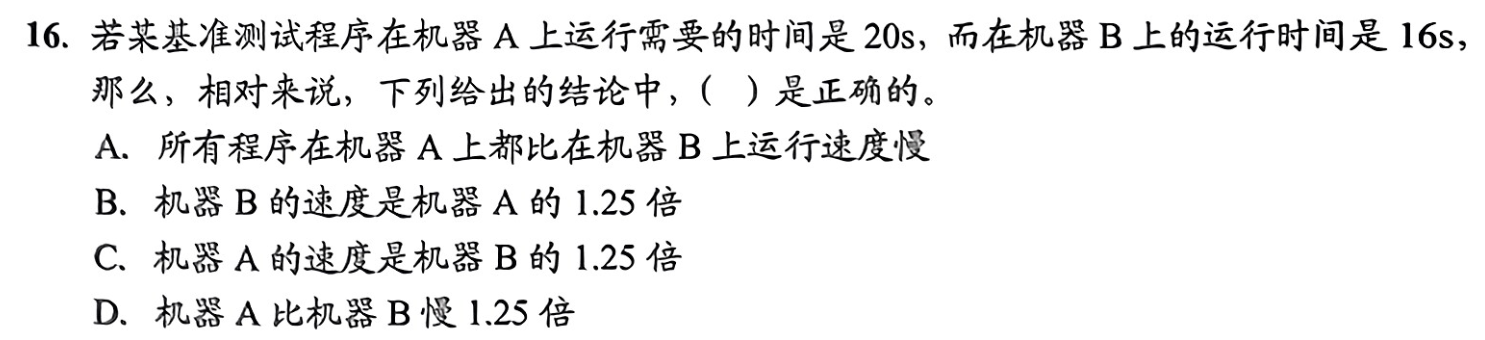 16. 若某基准测试程序在机器 A 上运行需要的时间是 20s，而在机器 B 上的运行时间是 16s，
那么，相对来说，下列给出的结论中，（ ）是正确的。
A. 所有程序在机器 A 上都比在机器 B 上运行速度慢
B. 机器 B 的速度是机器 A 的 1.25 倍
C. 机器 A 的速度是机器 B 的 1.25 倍
D. 机器 A 比机器 B 慢 1.25 倍